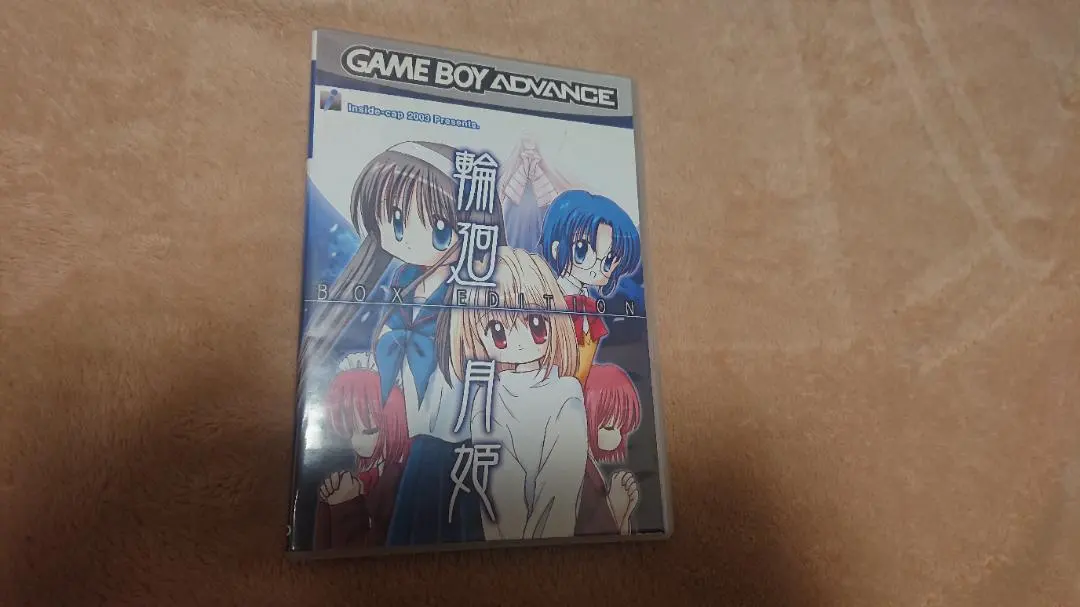 GAME BOY ADVANCE
Inside-cap 2003 Presents.
輪廻
BOX EDITION
月姫